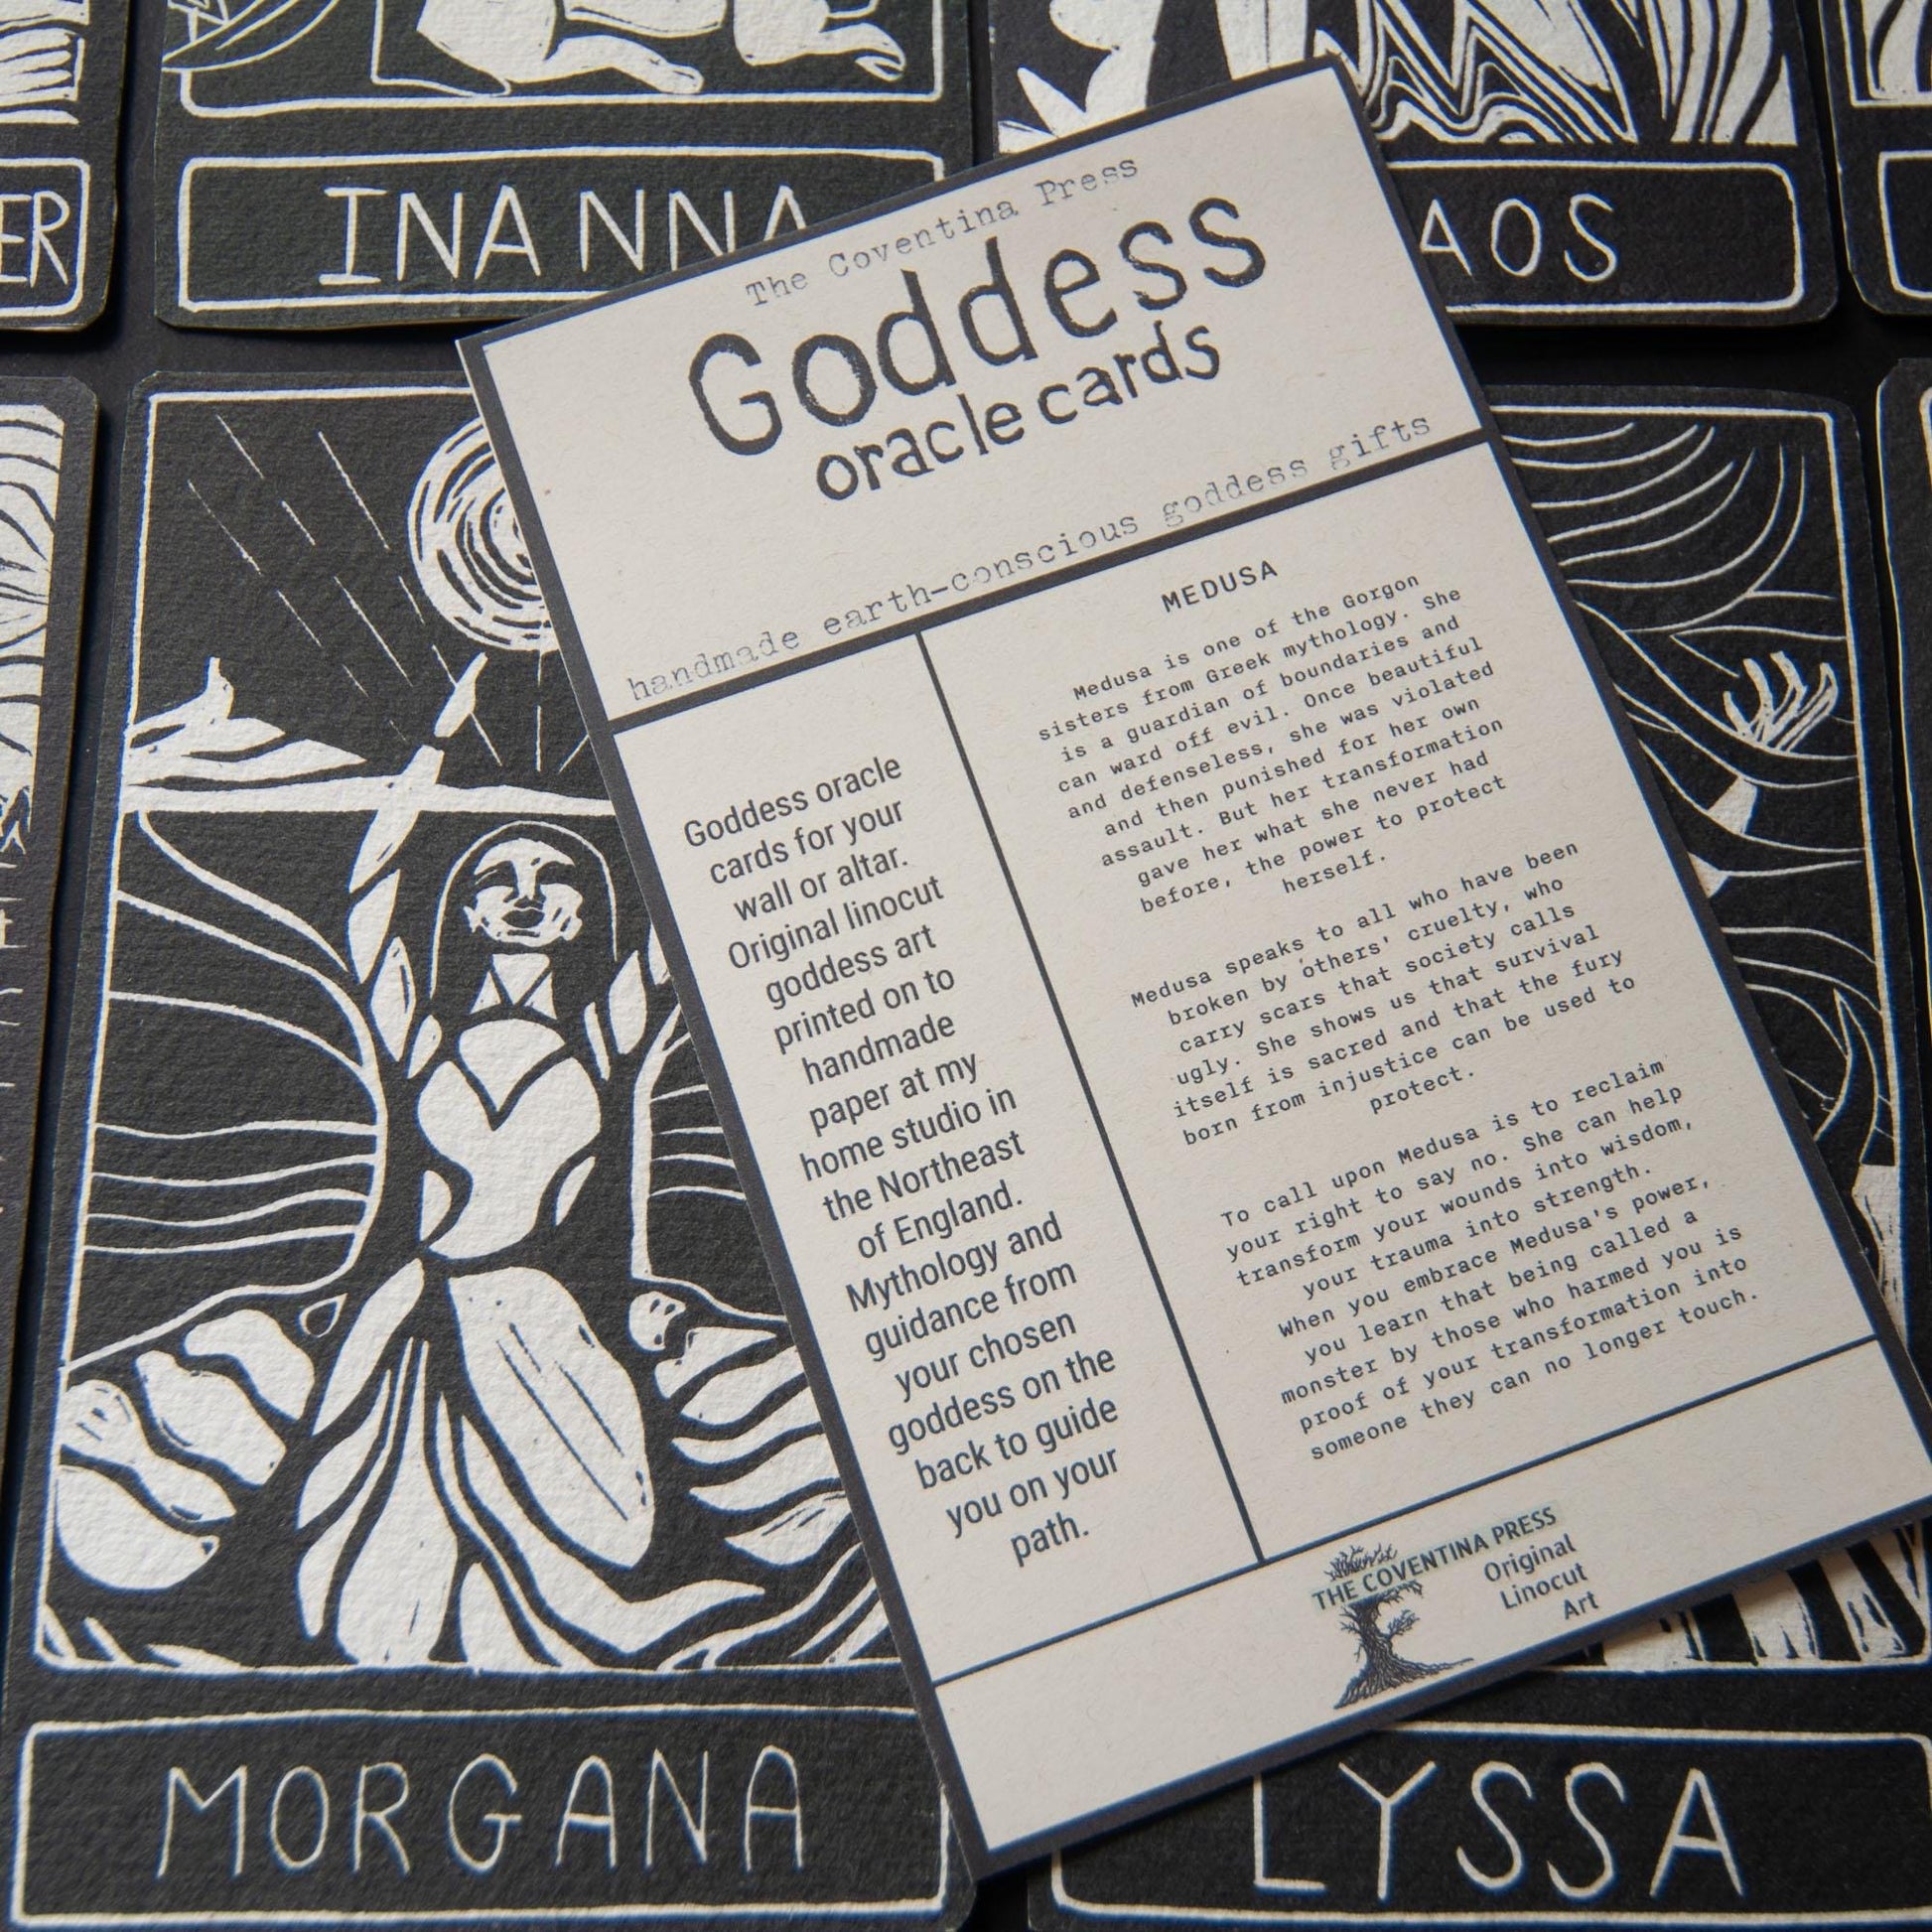 ER
INANNA
AOS
The Coventina Press
Goddess
oracle cards
handmade earth-conscious goddess gifts
Goddess oracle
cards for your
wall or altar.
Original linocut
goddess art
printed on to
handmade
paper at my
home studio in
the Northeast
of England.
Mythology and
guidance from
your chosen
goddess on the
back to guide
you on your
path.
MEDUSA
Medusa is one of the Gorgon
sisters from Greek mythology. She
is a guardian of boundaries and
can ward off evil. Once beautiful
and defenseless, she was violated
and then punished for her own
assault. But her transformation
gave her what she never had
before, the power to protect
herself.
Medusa speaks to all who have been
broken by others' cruelty, who
carry scars that society calls
ugly. She shows us that survival
itself is sacred and that the fury
born from injustice can be used to
protect.
To call upon Medusa is to reclaim
your right to say no. She can help
transform your wounds into wisdom,
your trauma into strength.
When you embrace Medusa's power,
you learn that being called a
monster by those who harmed you is
proof of your transformation into
someone they can no longer touch.
THE COVENTINA PRESS
Original
Linocut
Art
MORGANA
LYSSA